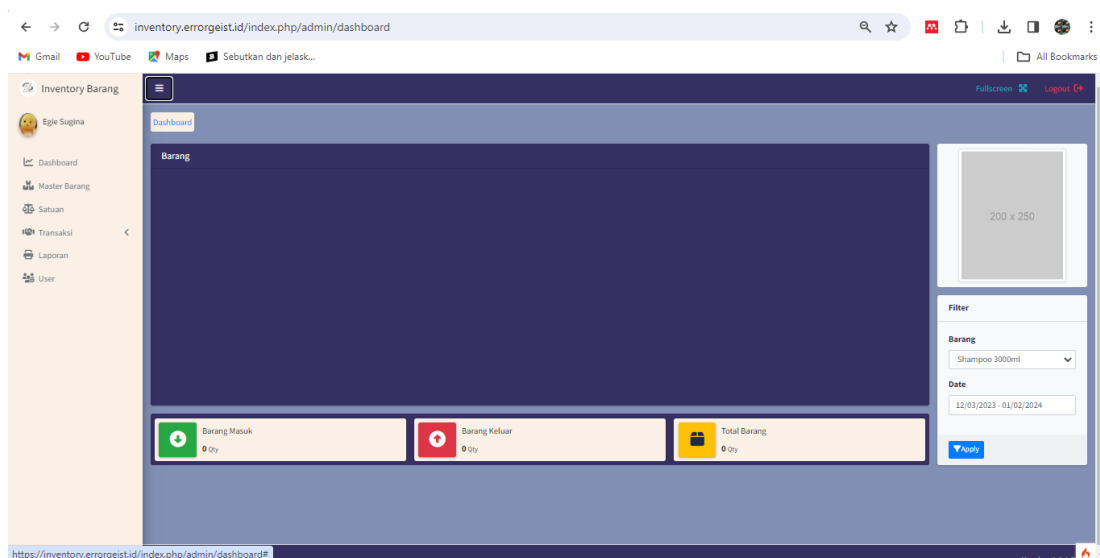 inventory.errorgeist.id/index.php/admin/dashboard
Gmail YouTube Maps Sebutkan dan jelask... All Bookmarks
Inventory Barang
Fullscreen Logout
Egie Sugina
Dashboard
Dashboard
Master Barang
Satuan
Transaksi
Laporan
User
Barang
200 x 250
Filter
Barang
Shampoo 3000ml
Date
12/03/2023 - 01/02/2024
Apply
Barang Masuk
0 Qty
Barang Keluar
0 Qty
Total Barang
0 Qty
https://inventory.errorgeist.id/index.php/admin/dashboard#